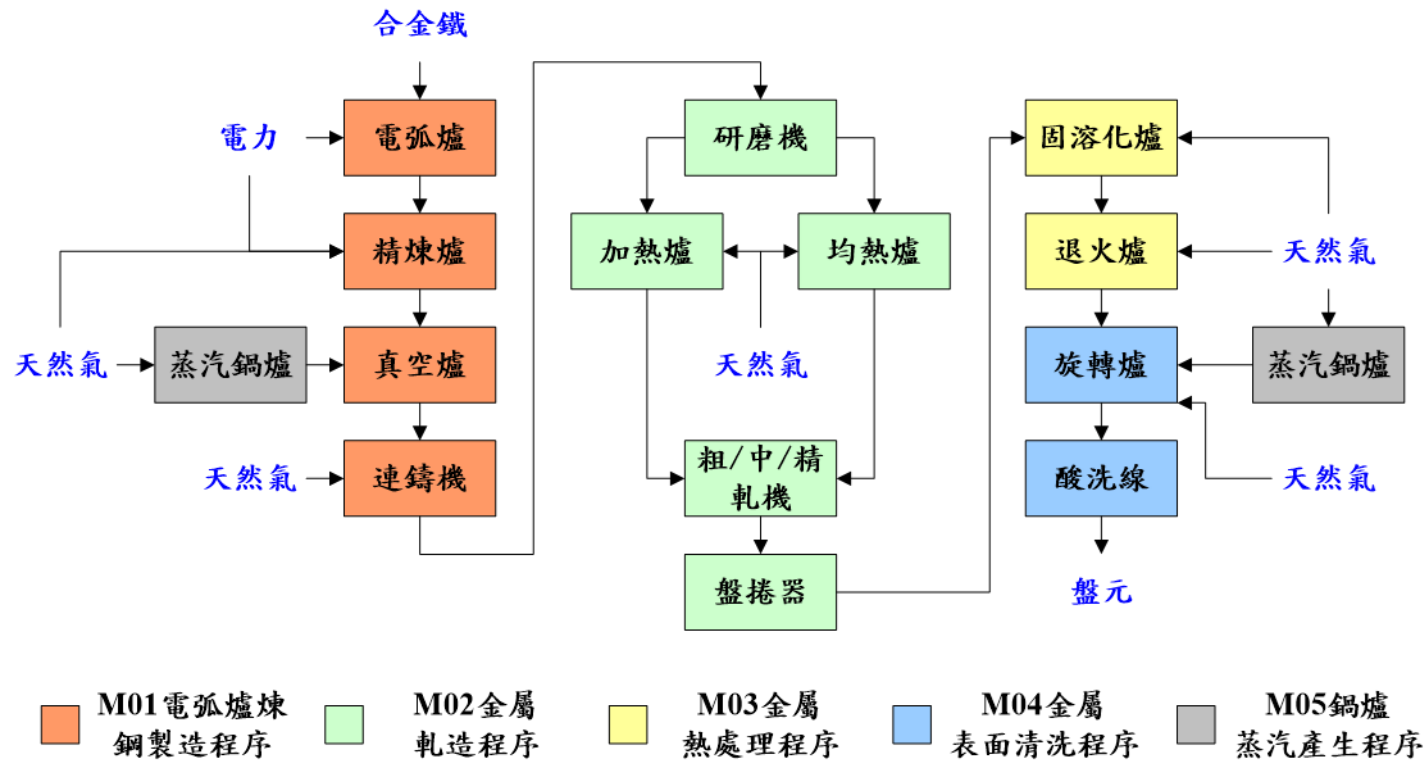 合金鐵
電力
電弧爐
精煉爐
天然氣
蒸汽鍋爐
真空爐
天然氣
連鑄機
研磨機
加熱爐
均熱爐
天然氣
粗/中/精
軋機
盤捲器
固溶化爐
退火爐
天然氣
旋轉爐
蒸汽鍋爐
酸洗線
天然氣
盤元
M01電弧爐煉
鋼製造程序
M02金屬
軋造程序
M03金屬
熱處理程序
M04金屬
表面清洗程序
M05鍋爐
蒸汽產生程序